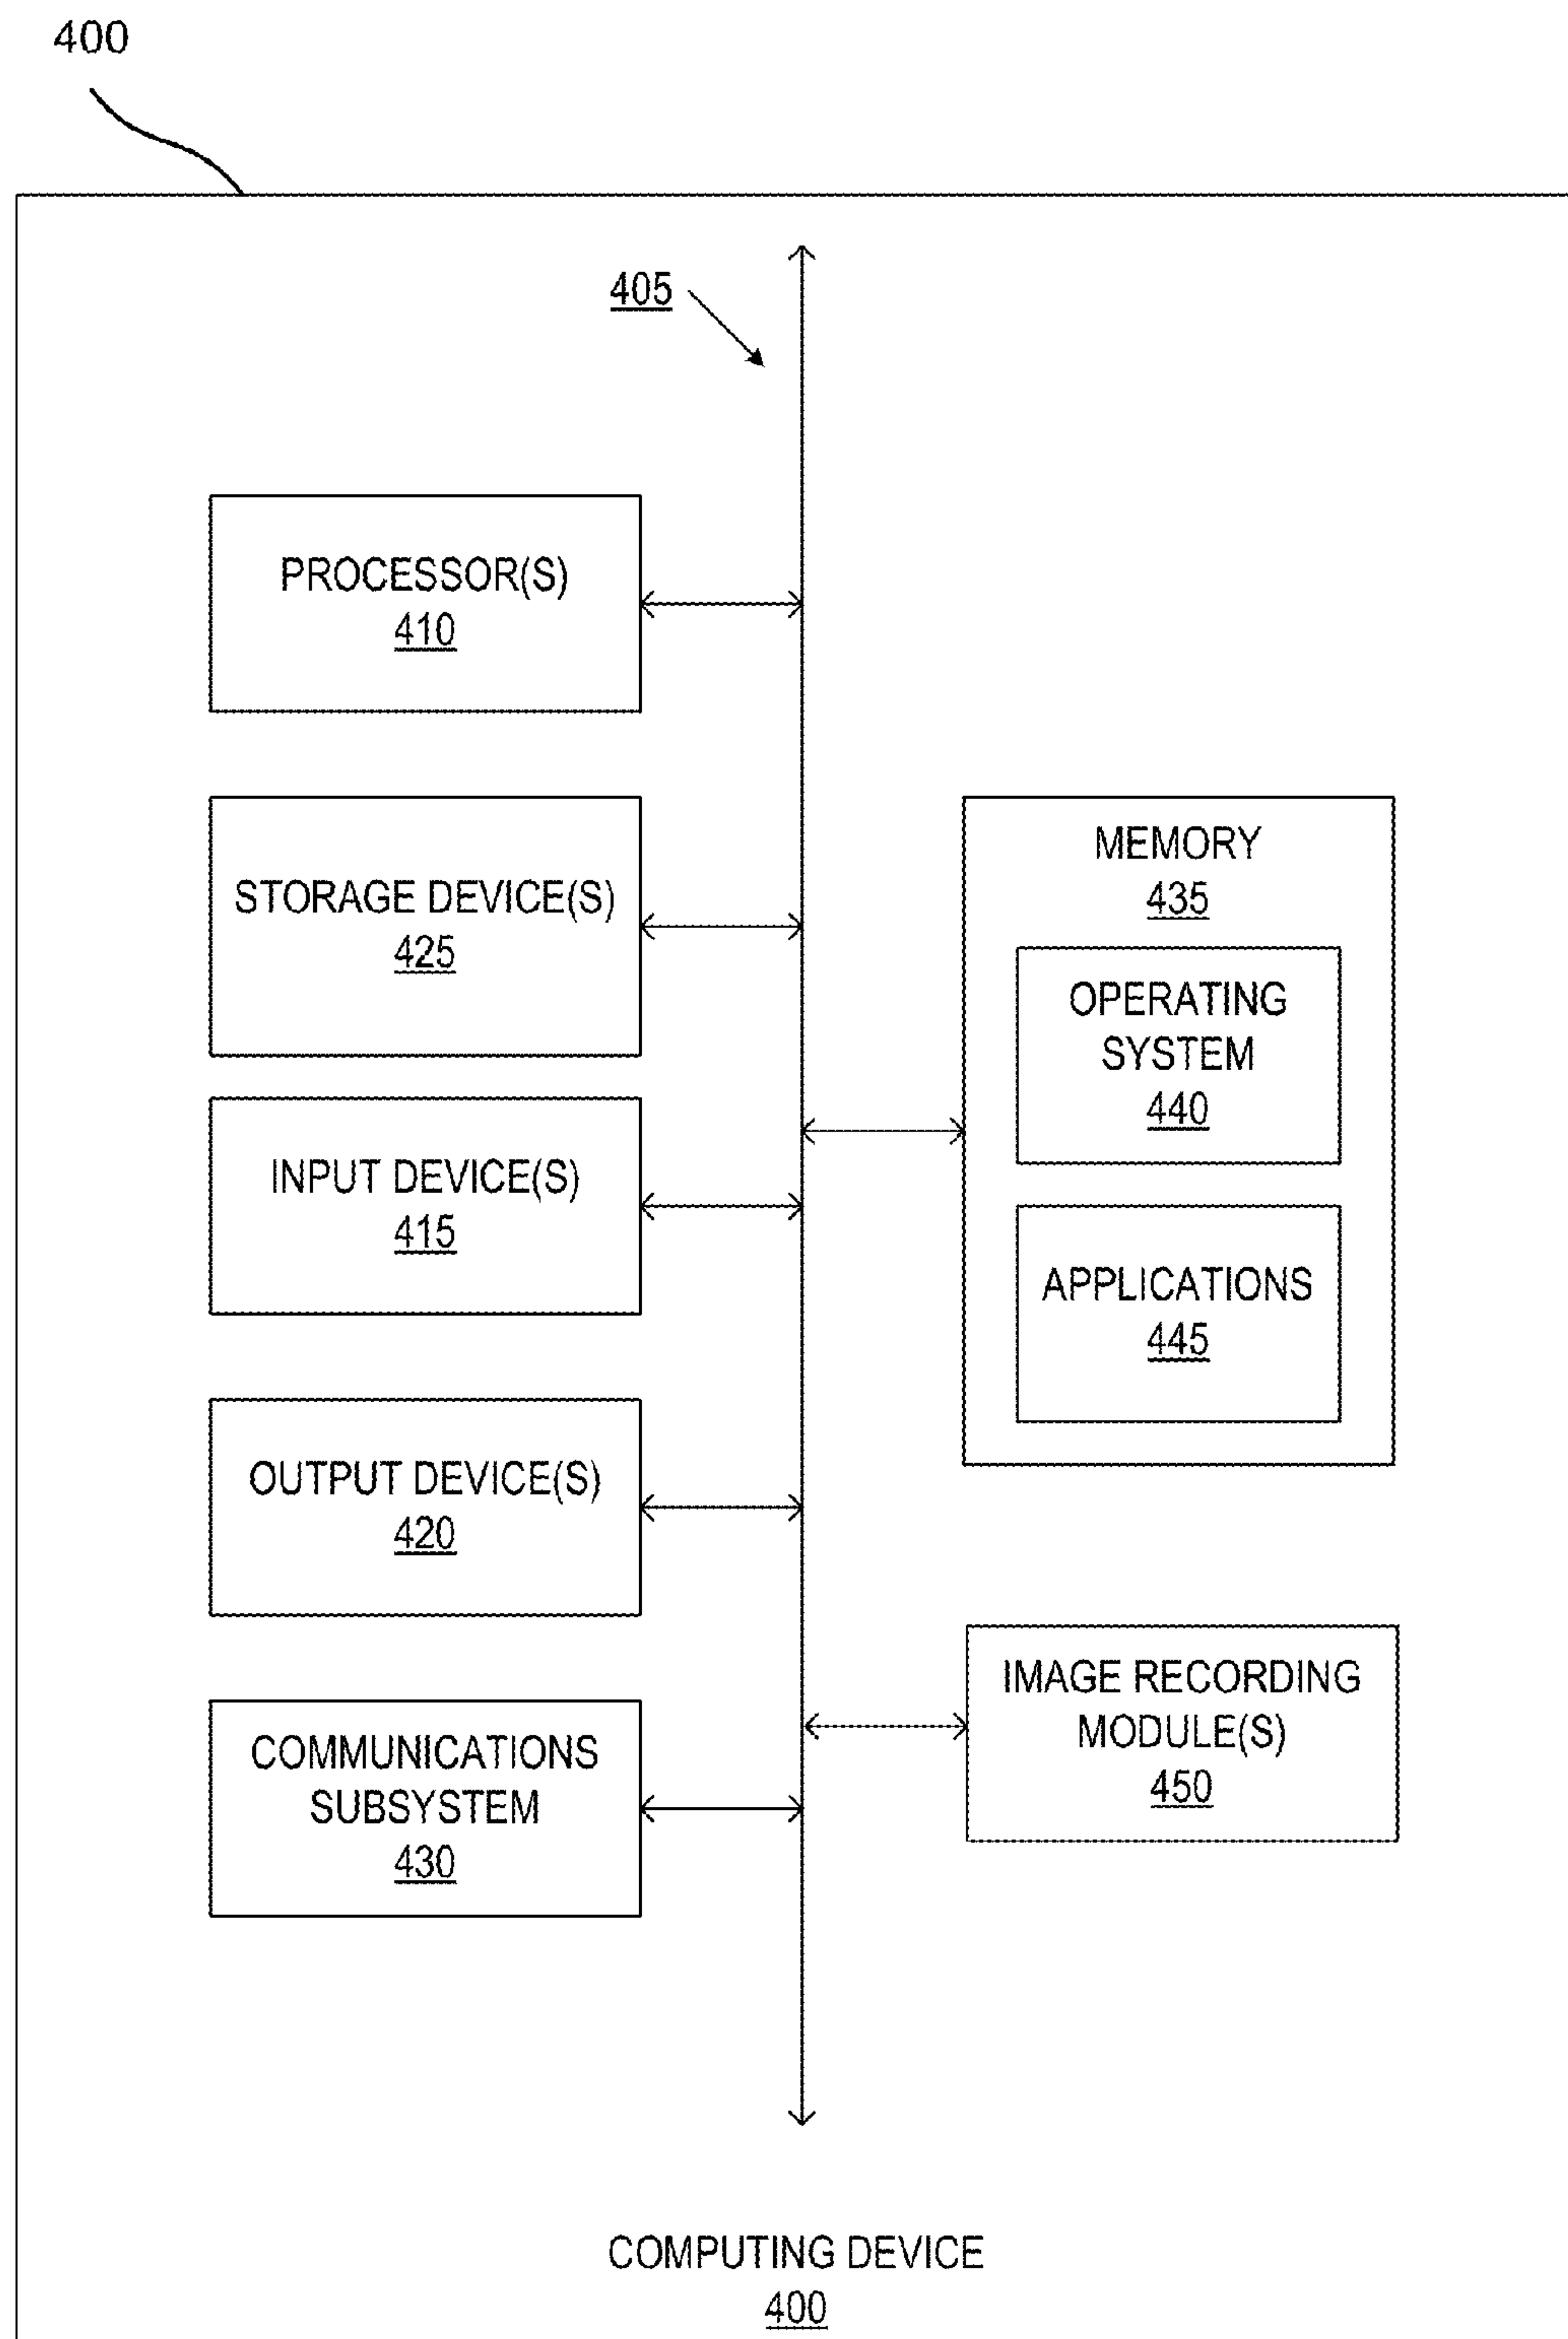 400
405
PROCESSOR(S)
410
STORAGE DEVICE(S)
425
INPUT DEVICE(S)
415
OUTPUT DEVICE(S)
420
COMMUNICATIONS
SUBSYSTEM
430
MEMORY
435
OPERATING
SYSTEM
440
APPLICATIONS
445
IMAGE RECORDING
MODULE(S)
450
COMPUTING DEVICE
400